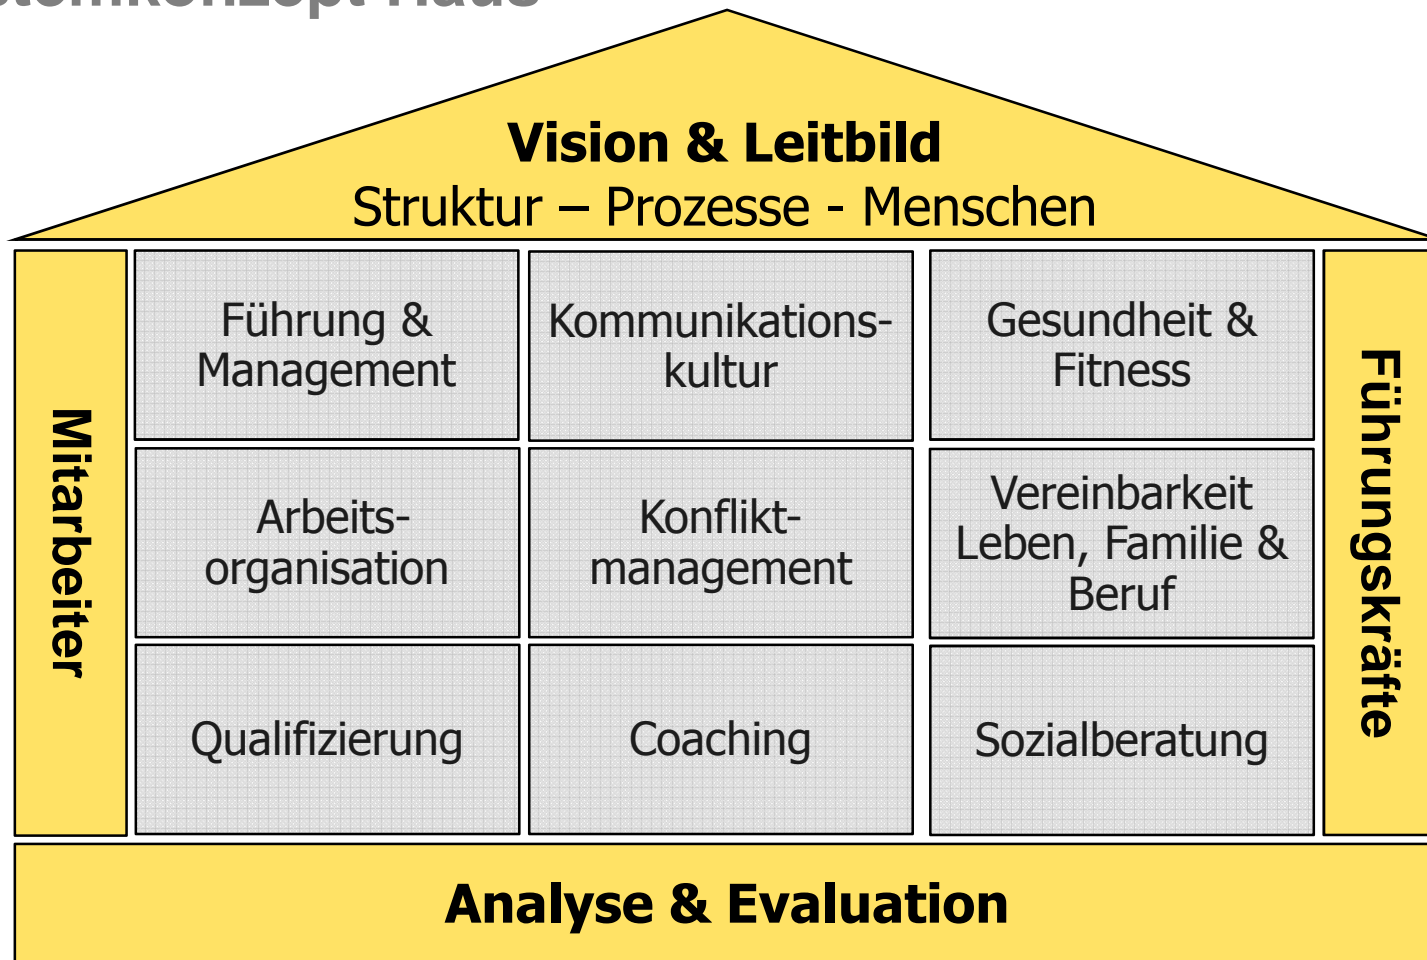 Vision & Leitbild
Struktur – Prozesse - Menschen
Mitarbeiter
Führung &
Management
Kommunikations-
kultur
Gesundheit &
Fitness
Arbeits-
organisation
Konflikt-
management
Vereinbarkeit
Leben, Familie &
Beruf
Qualifizierung
Coaching
Sozialberatung
Führungskräfte
Analyse & Evaluation